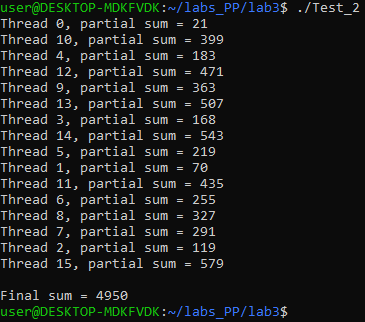 user@DESKTOP-MDKFVDK:~/labs_PP/lab3$ ./Test_2
Thread 0, partial sum = 21
Thread 10, partial sum = 399
Thread 4, partial sum = 183
Thread 12, partial sum = 471
Thread 9, partial sum = 363
Thread 13, partial sum = 507
Thread 3, partial sum = 168
Thread 14, partial sum = 543
Thread 5, partial sum = 219
Thread 1, partial sum = 70
Thread 11, partial sum = 435
Thread 6, partial sum = 255
Thread 8, partial sum = 327
Thread 7, partial sum = 291
Thread 2, partial sum = 119
Thread 15, partial sum = 579
Final sum = 4950
user@DESKTOP-MDKFVDK:~/labs_PP/lab3$